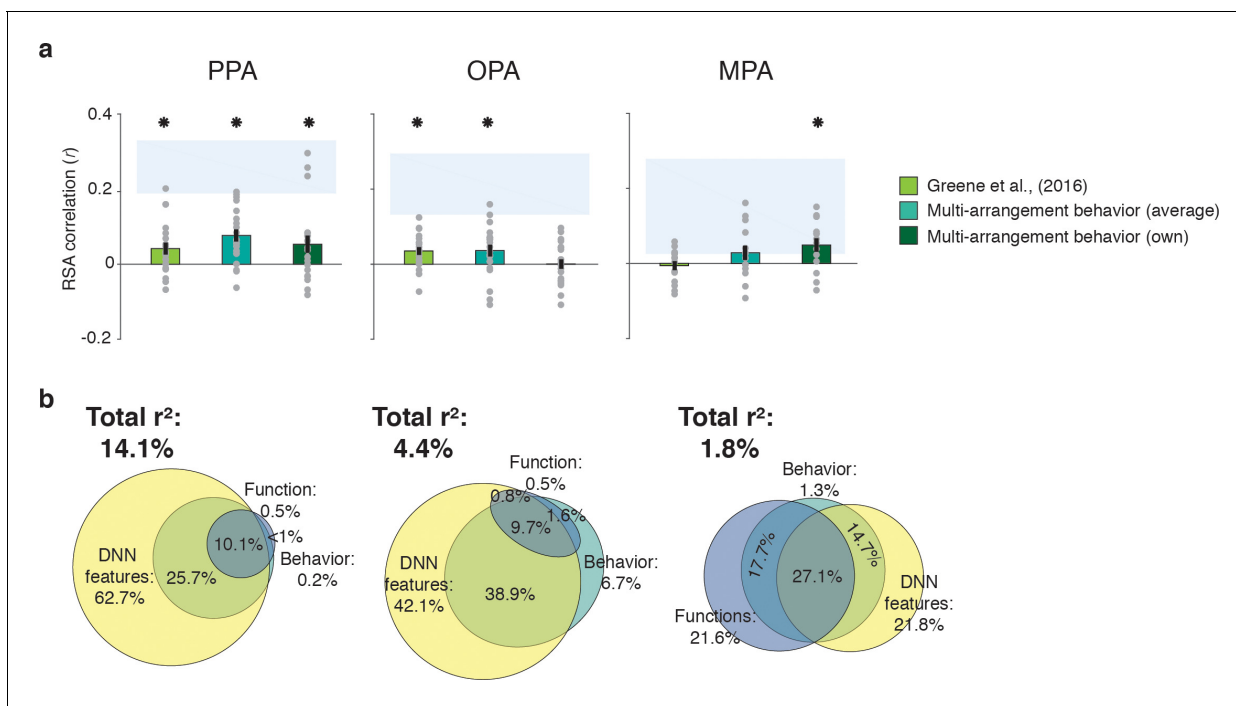 a
PPA
OPA
MPA
0.4
0.2
0
-0.2
RSA correlation (r)
* * *
* *
*
Greene et al., (2016)
Multi-arrangement behavior (average)
Multi-arrangement behavior (own)
b
Total r²:
14.1%
Function:
0.5%
<1%
10.1%
Behavior:
0.2%
DNN
features:
62.7%
25.7%
Total r²:
4.4%
Function:
0.5%
0.8%
1.6%
9.7%
Behavior:
6.7%
DNN
features:
42.1%
38.9%
Total r²:
1.8%
Behavior:
1.3%
17.7%
14.7%
27.1%
DNN
features:
21.8%
Functions:
21.6%